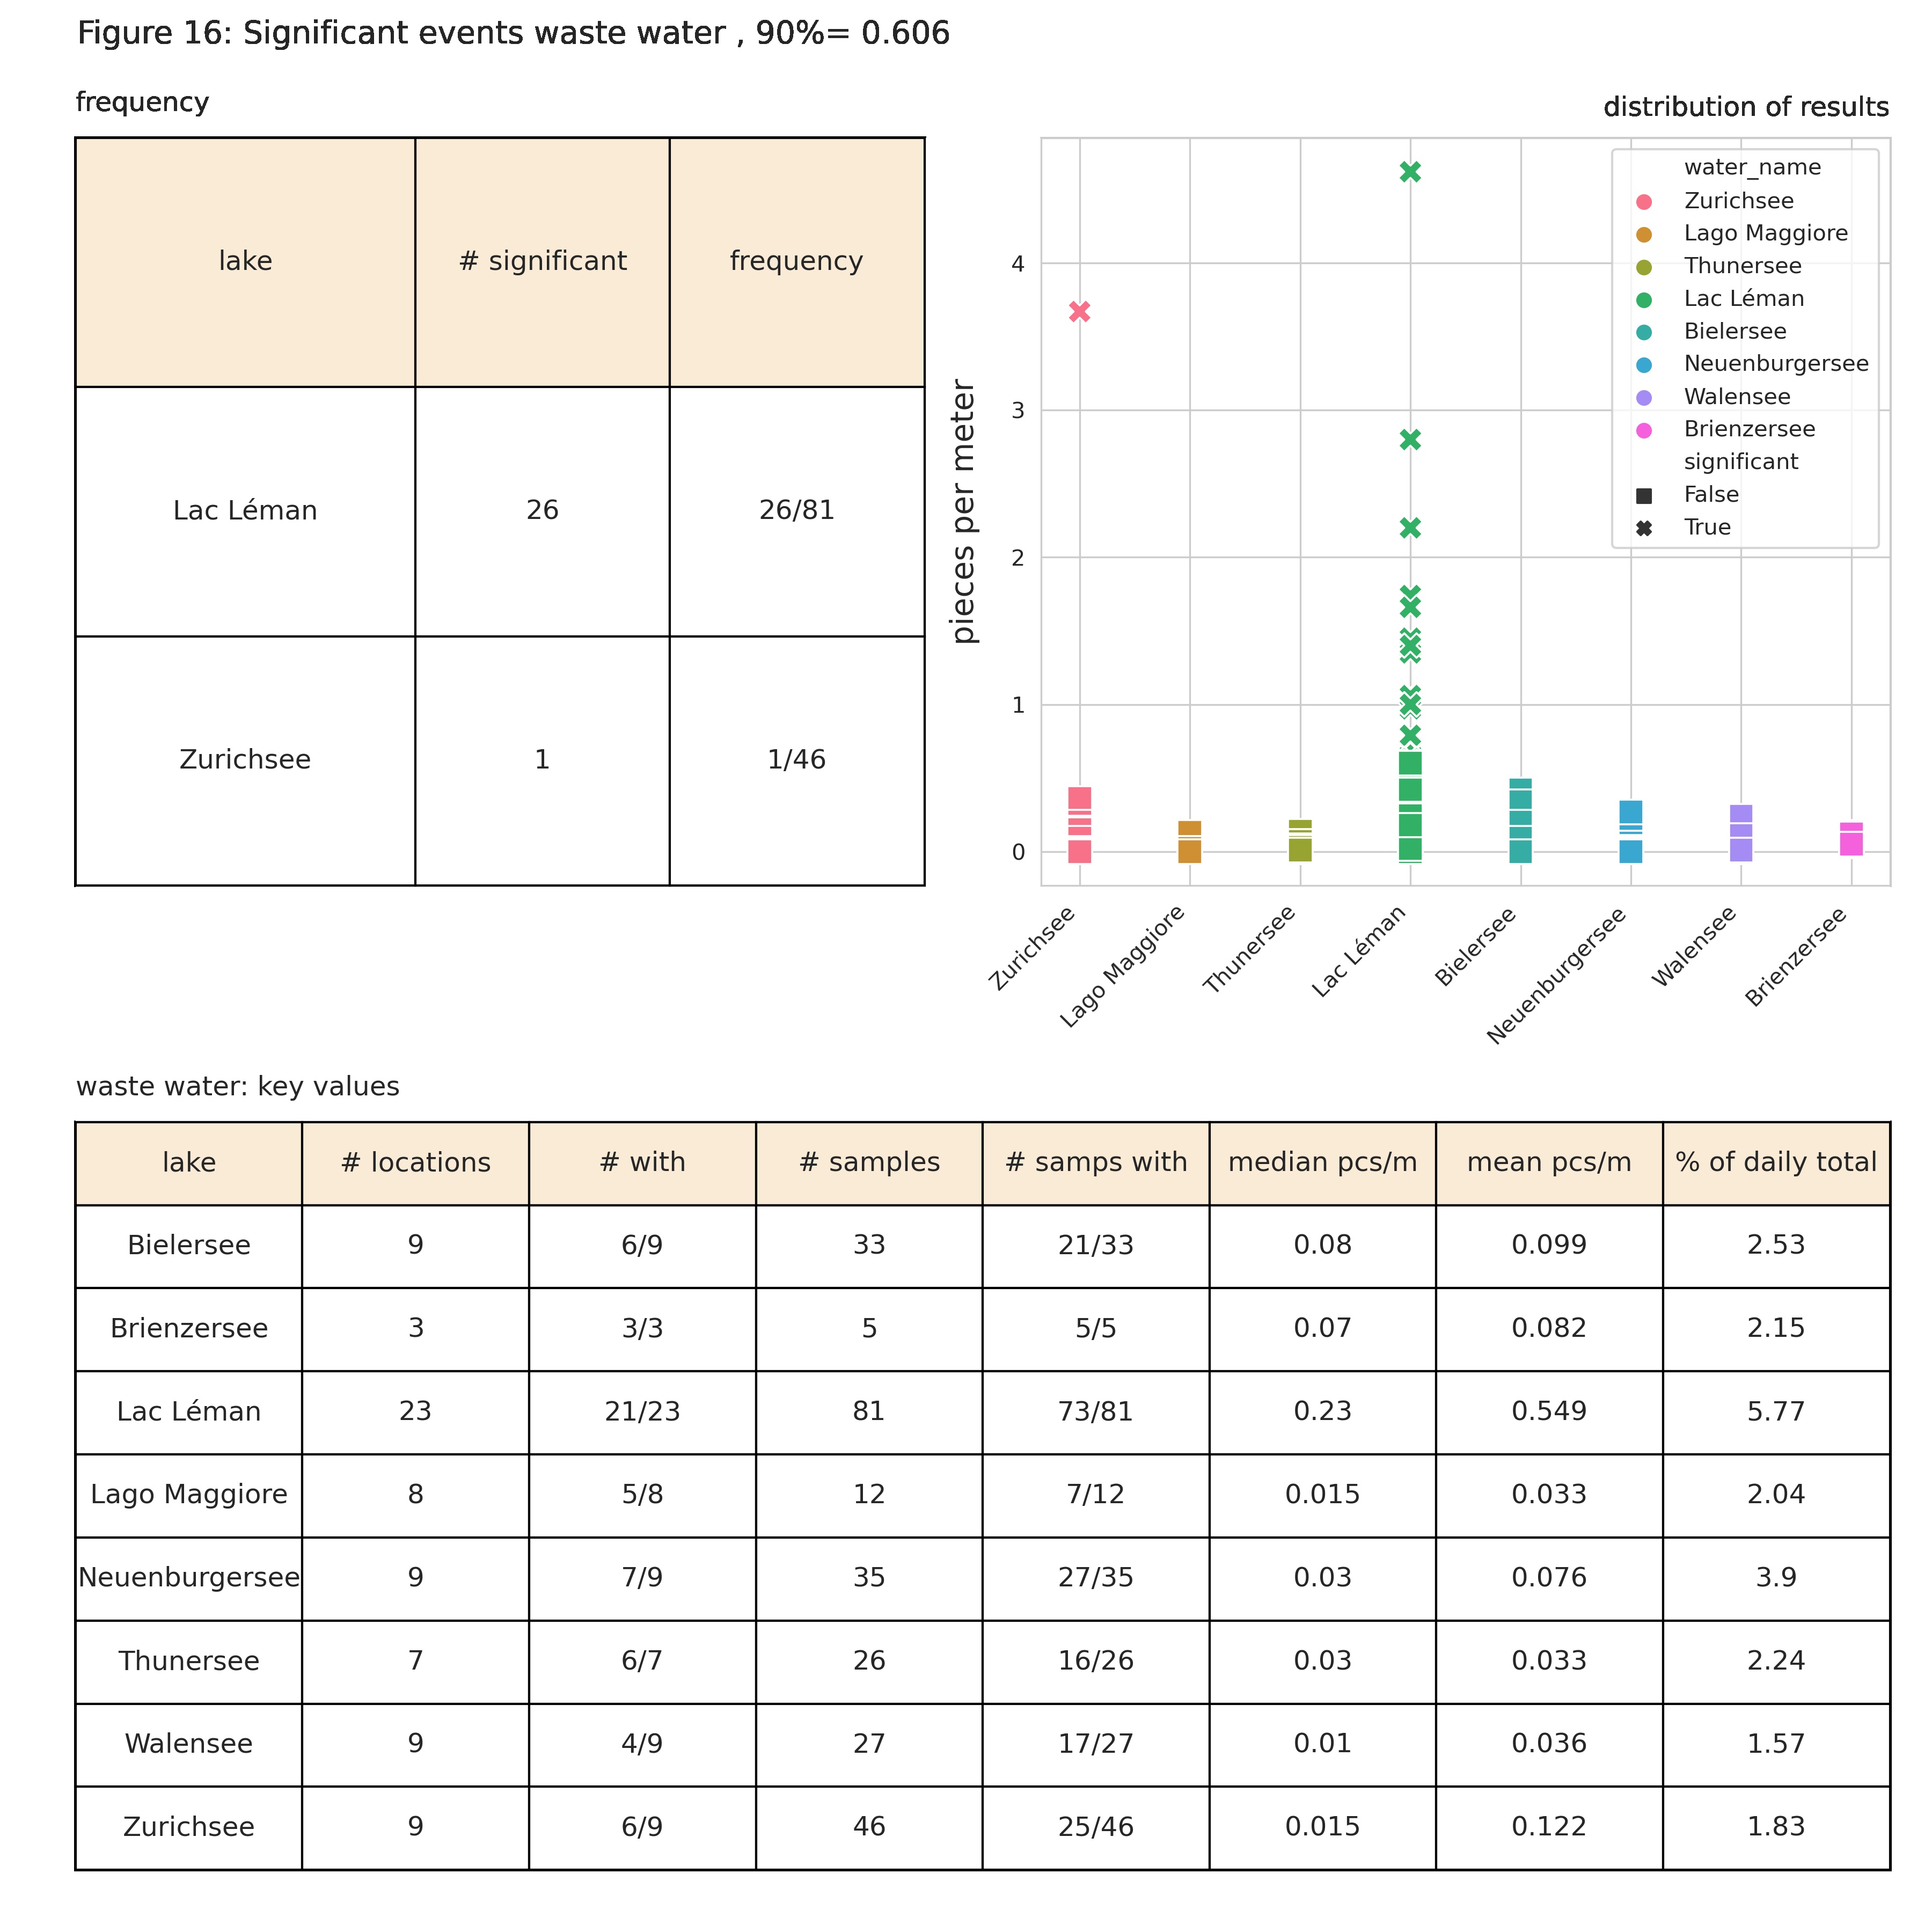 Figure 16: Significant events waste water , 90%= 0.606
frequency
lake # significant frequency
Lac Léman 26 26/81
Zurichsee 1 1/46
distribution of results
pieces per meter
4
3
2
1
0
water_name
Zurichsee
Lago Maggiore
Thunersee
Lac Léman
Bielersee
Neuenburgersee
Walensee
Brienzersee
significant
False
True
Zurichsee
Lago Maggiore
Thunersee
Lac Léman
Bielersee
Neuenburgersee
Walensee
Brienzersee
waste water: key values
lake # locations # with # samples # samps with median pcs/m mean pcs/m % of daily total
Bielersee 9 6/9 33 21/33 0.08 0.099 2.53
Brienzersee 3 3/3 5 5/5 0.07 0.082 2.15
Lac Léman 23 21/23 81 73/81 0.23 0.549 5.77
Lago Maggiore 8 5/8 12 7/12 0.015 0.033 2.04
Neuenburgersee 9 7/9 35 27/35 0.03 0.076 3.9
Thunersee 7 6/7 26 16/26 0.03 0.033 2.24
Walensee 9 4/9 27 17/27 0.01 0.036 1.57
Zurichsee 9 6/9 46 25/46 0.015 0.122 1.83